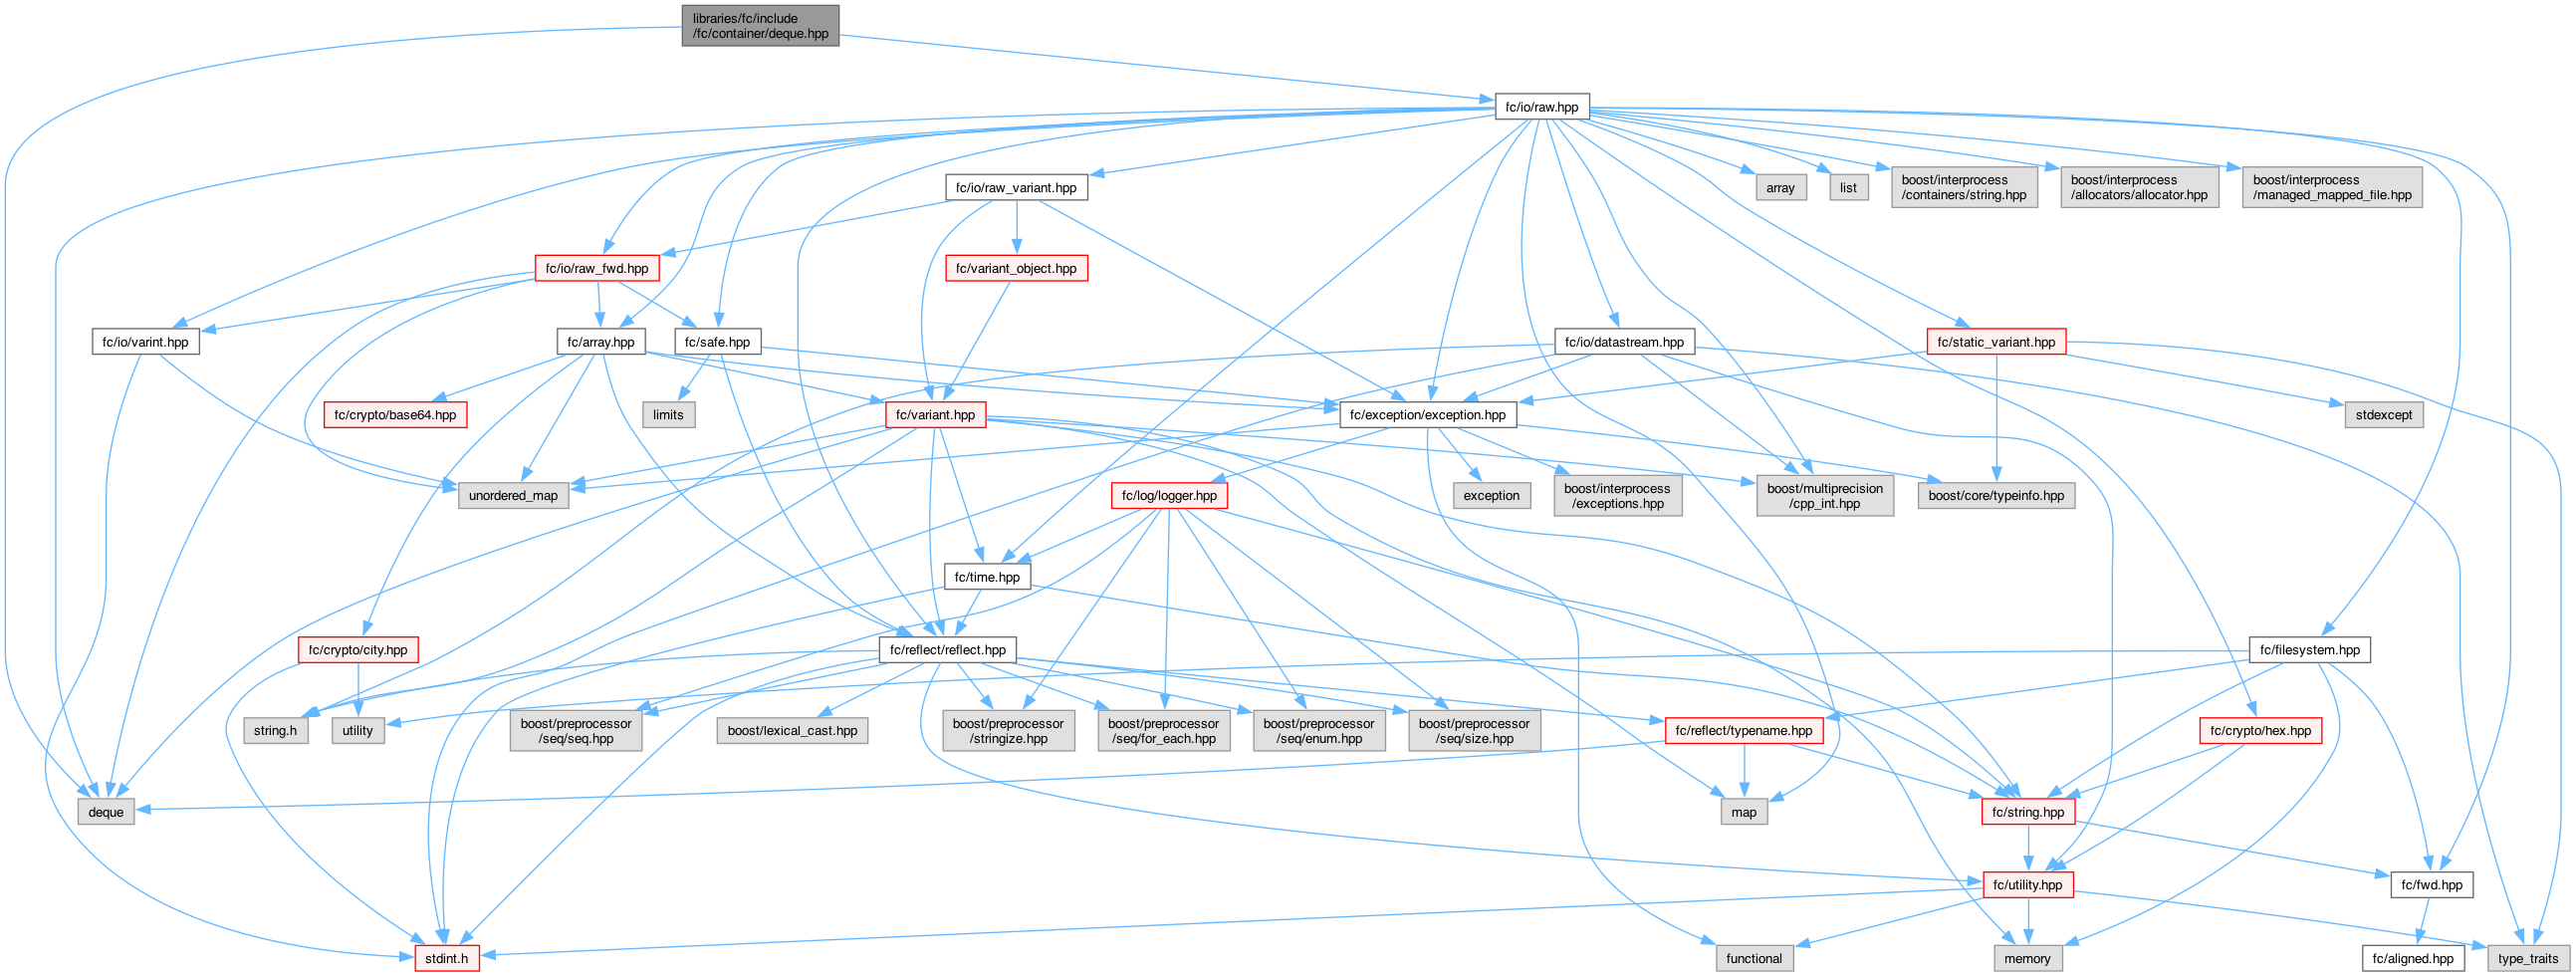 libraries/fc/include
/fc/container/deque.hpp
fc/io/raw.hpp
fc/io/raw_variant.hpp
array
list
boost/interprocess
/containers/string.hpp
boost/interprocess
/allocators/allocator.hpp
boost/interprocess
/managed_mapped_file.hpp
fc/io/raw_fwd.hpp
fc/variant_object.hpp
fc/io/varint.hpp
fc/array.hpp
fc/safe.hpp
fc/io/datastream.hpp
fc/static_variant.hpp
fc/crypto/base64.hpp
limits
fc/variant.hpp
fc/exception/exception.hpp
stdexcept
unordered_map
fc/log/logger.hpp
exception
boost/interprocess
/exceptions.hpp
boost/multiprecision
/cpp_int.hpp
boost/core/typeinfo.hpp
fc/time.hpp
fc/crypto/city.hpp
fc/reflect/reflect.hpp
fc/filesystem.hpp
string.h
utility
boost/preprocessor
/seq/seq.hpp
boost/lexical_cast.hpp
boost/preprocessor
/stringize.hpp
boost/preprocessor
/seq/for_each.hpp
boost/preprocessor
/seq/enum.hpp
boost/preprocessor
/seq/size.hpp
fc/reflect/typename.hpp
fc/crypto/hex.hpp
deque
map
fc/string.hpp
fc/utility.hpp
fc/fwd.hpp
stdint.h
functional
memory
fc/aligned.hpp
type_traits